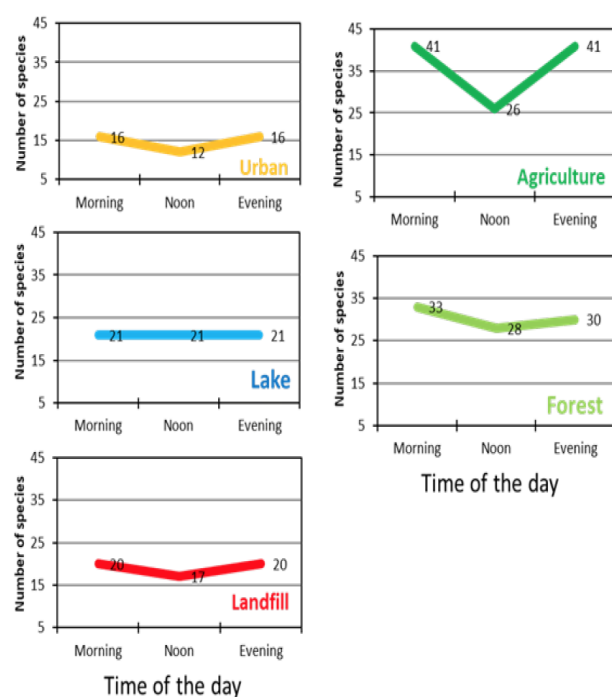 Number of species
45
35
25
15
5
16
12
16
Urban
Morning
Noon
Evening
Number of species
45
35
25
15
5
41
26
41
Agriculture
Morning
Noon
Evening
Number of species
45
35
25
15
5
21
21
21
Lake
Morning
Noon
Evening
Number of species
45
35
25
15
5
33
28
30
Forest
Morning
Noon
Evening
Time of the day
Number of species
45
35
25
15
5
20
17
20
Landfill
Morning
Noon
Evening
Time of the day